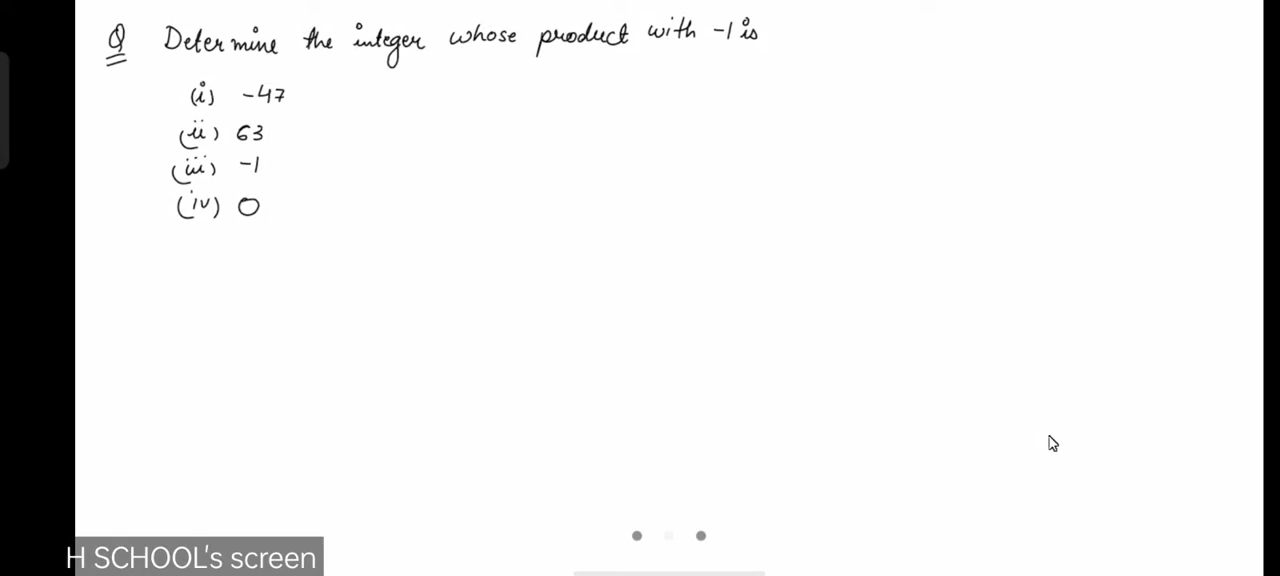 Q Determine the integer whose product with -1 is
(i) -47
(ii) 63
(iii) -1
(iv) 0
H SCHOOL's screen